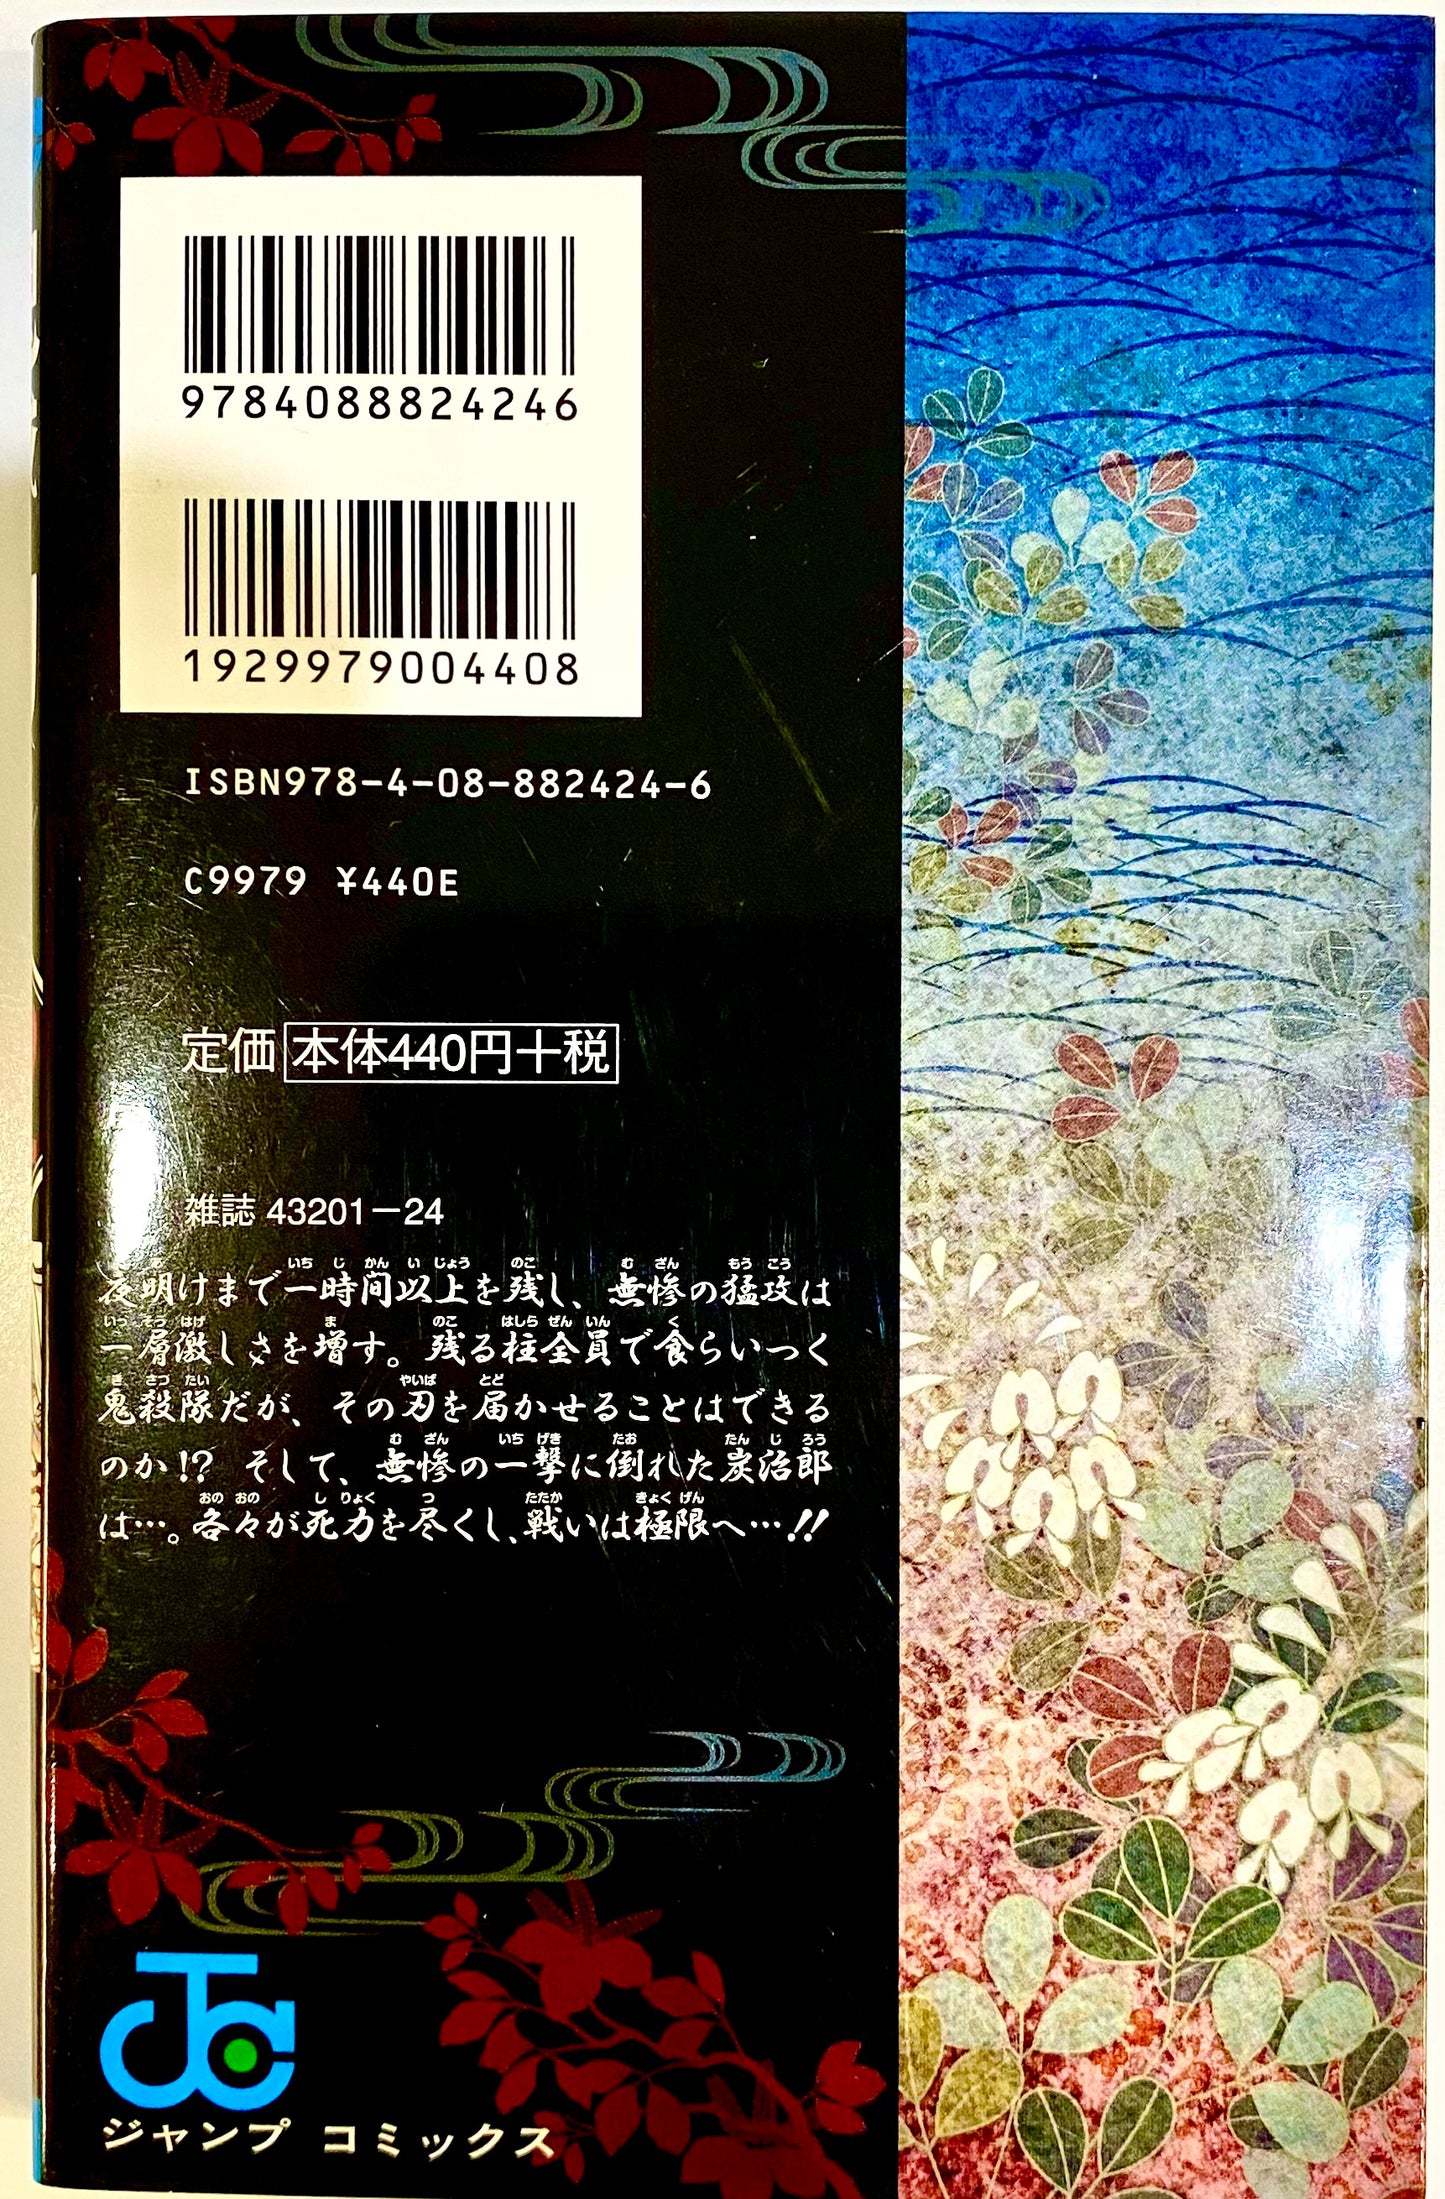 9784088824246
1929979004408
ISBN978-4-08-882424-6
C9979 ¥440E
定価 本体440円+税
雑誌 43201-24
夜明けまで一時間以上を残し、無惨の猛攻は
一層激しさを増す。残る柱全員で食らいつく
鬼殺隊だが、その刃を届かせることはできる
のか!? そして、無惨の一撃に倒れた炭治郎
は…。各々が死力を尽くし、戦いは極限へ…!!
JC
ジャンプ コミックス